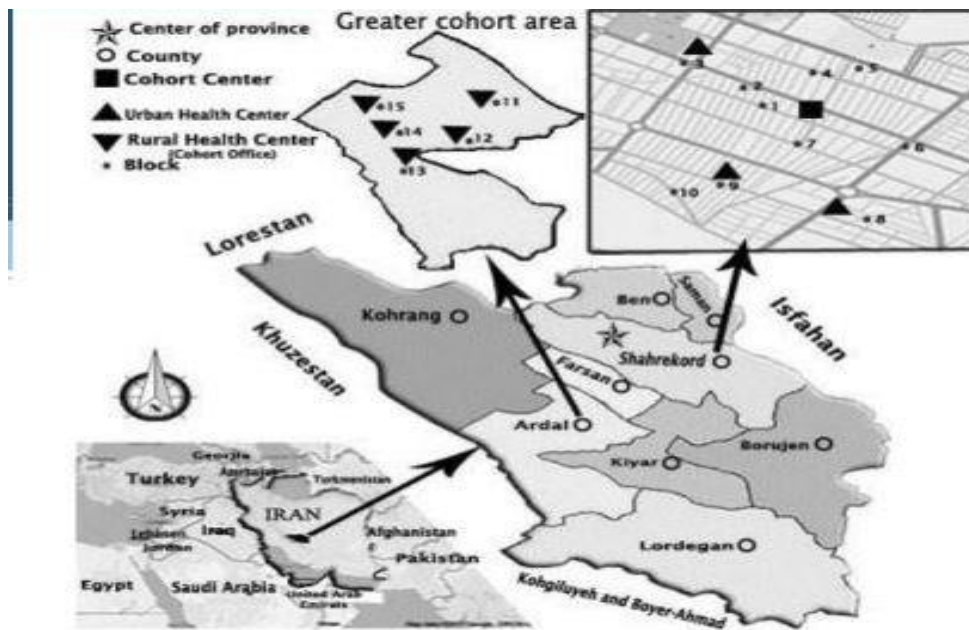 Greater cohort area
Center of province
County
Cohort Center
Urban Health Center
Rural Health Center
(Cohort Office)
Block
15
11
14
12
13
3
4
5
2
1
7
6
10
9
8
Lorestan
Khuzestan
Isfahan
Kohrang
Ben
Saman
Shahrekord
Farsan
Ardal
Kiyar
Borujen
Lordegan
Kohgiluyeh and Boyer-Ahmad
N
Georgia
Turkey
Azerbaijan
Turkmenistan
Syria
IRAN
Lebanon
Iraq
Afghanistan
Jordan
Pakistan
Egypt
Saudi Arabia
United Arab
Emirates